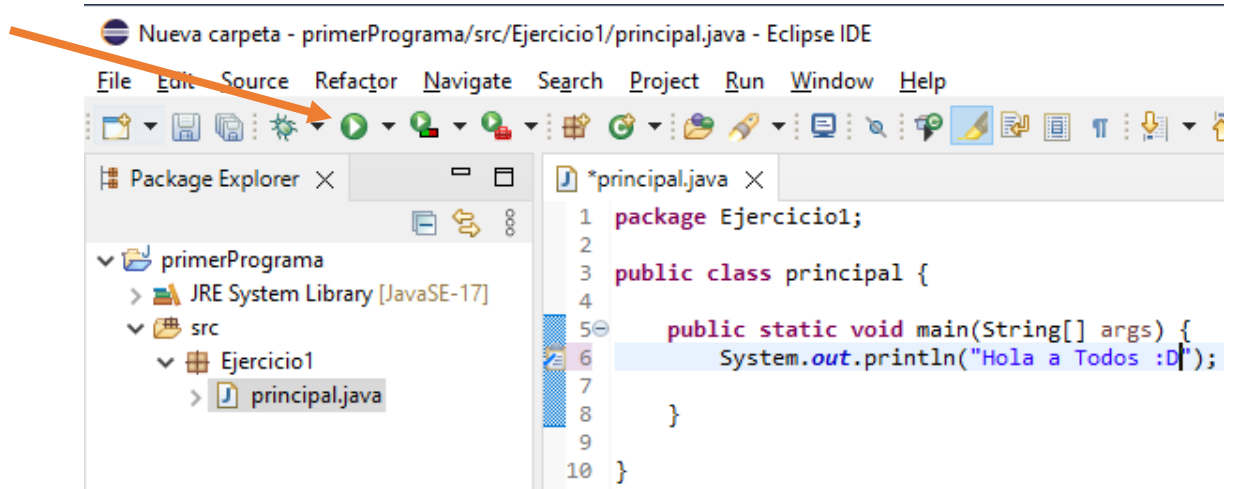 Nueva carpeta - primerPrograma/src/Ejercicio1/principal.java - Eclipse IDE
File Edit Source Refactor Navigate Search Project Run Window Help
Package Explorer
primerPrograma
JRE System Library [JavaSE-17]
src
Ejercicio1
principal.java
*principal.java
1 package Ejercicio1;
2
3 public class principal {
4
5 public static void main(String[] args) {
6 System.out.println("Hola a Todos :D");
7
8 }
9
10 }